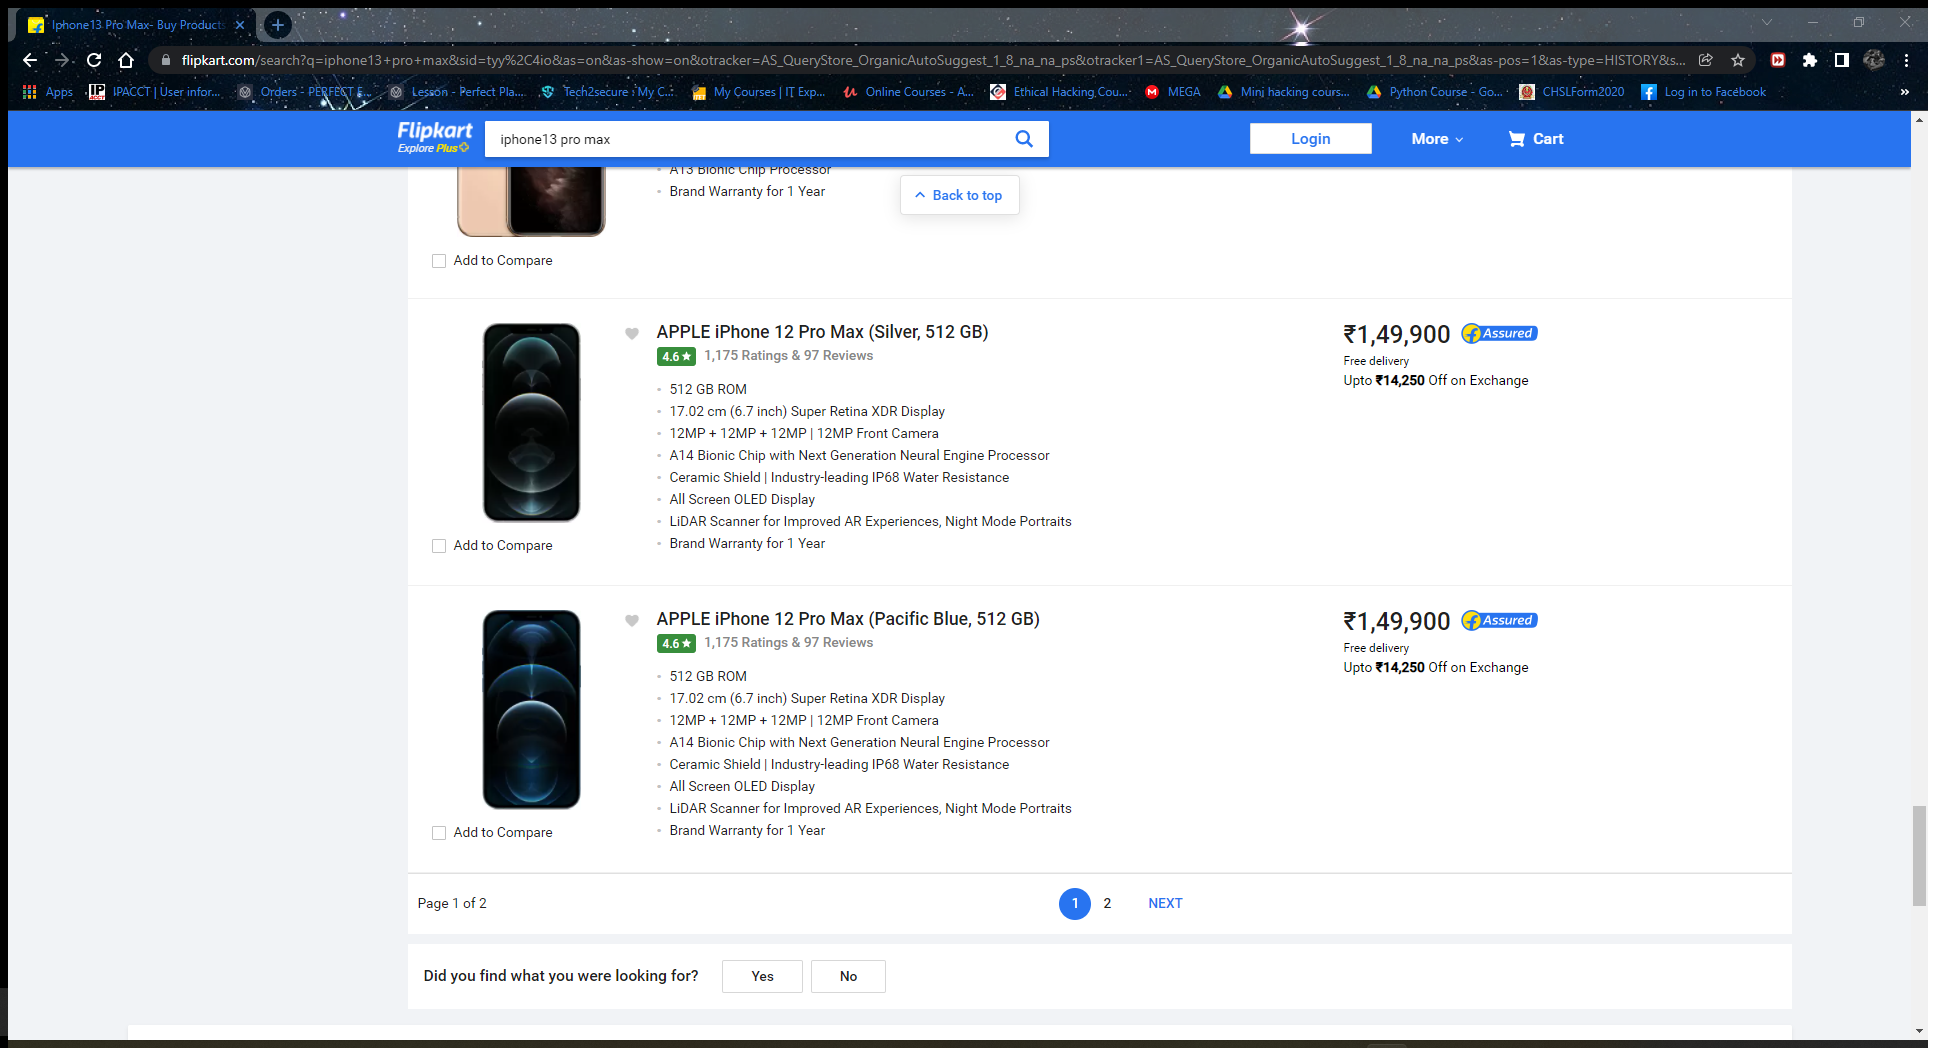 Iphone13 Pro Max- Buy Products
flipkart.com/search?q=iphone13+pro+max&sid=tyy%2C4io&as=on&as-show=on&otracker=AS_QueryStore_OrganicAutoSuggest_1_8_na_na_ps&otracker1=AS_QueryStore_OrganicAutoSuggest_1_8_na_na_ps&as-pos=1&as-type=HISTORY&s...
Apps IPACCT | User infor... Orders - PERFECT E... Lesson - Perfect Pla... Tech2secure : My C... My Courses | IT Exp... Online Courses - A... Ethical Hacking Cou... MEGA Mini hacking cours... Python Course - Go... CHSLForm2020 Log in to Facebook »
Flipkart
Explore Plus
iphone13 pro max
Login More Cart
A13 Bionic Chip Processor
Brand Warranty for 1 Year
Back to top
Add to Compare
APPLE iPhone 12 Pro Max (Silver, 512 GB)
4.6★ 1,175 Ratings & 97 Reviews
512 GB ROM
17.02 cm (6.7 inch) Super Retina XDR Display
12MP + 12MP + 12MP | 12MP Front Camera
A14 Bionic Chip with Next Generation Neural Engine Processor
Ceramic Shield | Industry-leading IP68 Water Resistance
All Screen OLED Display
LiDAR Scanner for Improved AR Experiences, Night Mode Portraits
Brand Warranty for 1 Year
Add to Compare
₹1,49,900 Assured
Free delivery
Upto ₹14,250 Off on Exchange
APPLE iPhone 12 Pro Max (Pacific Blue, 512 GB)
4.6★ 1,175 Ratings & 97 Reviews
512 GB ROM
17.02 cm (6.7 inch) Super Retina XDR Display
12MP + 12MP + 12MP | 12MP Front Camera
A14 Bionic Chip with Next Generation Neural Engine Processor
Ceramic Shield | Industry-leading IP68 Water Resistance
All Screen OLED Display
LiDAR Scanner for Improved AR Experiences, Night Mode Portraits
Brand Warranty for 1 Year
Add to Compare
₹1,49,900 Assured
Free delivery
Upto ₹14,250 Off on Exchange
Page 1 of 2
1 2 NEXT
Did you find what you were looking for? Yes No